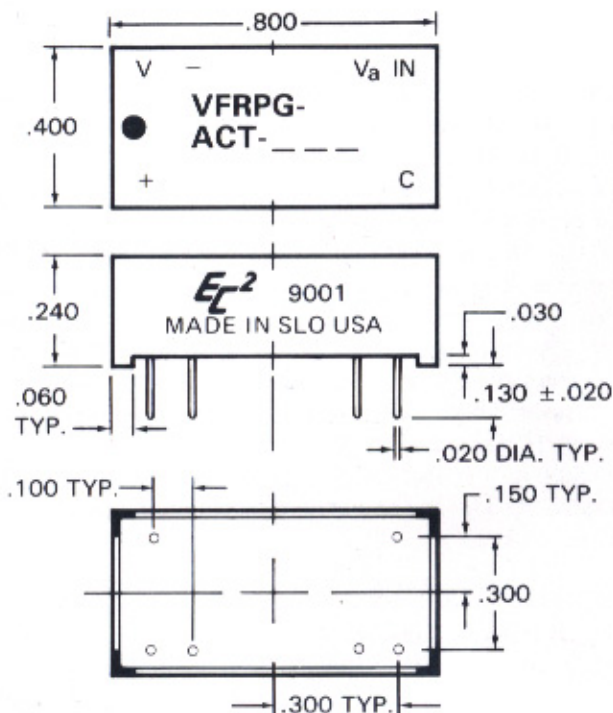 .800
V – Va IN
VFRPG-
.400
ACT-_ _ _
+ C
EC² 9001
.240
MADE IN SLO USA
.030
.060
TYP.
.130 ±.020
.020 DIA. TYP.
.100 TYP.
.150 TYP.
.300
.300 TYP.